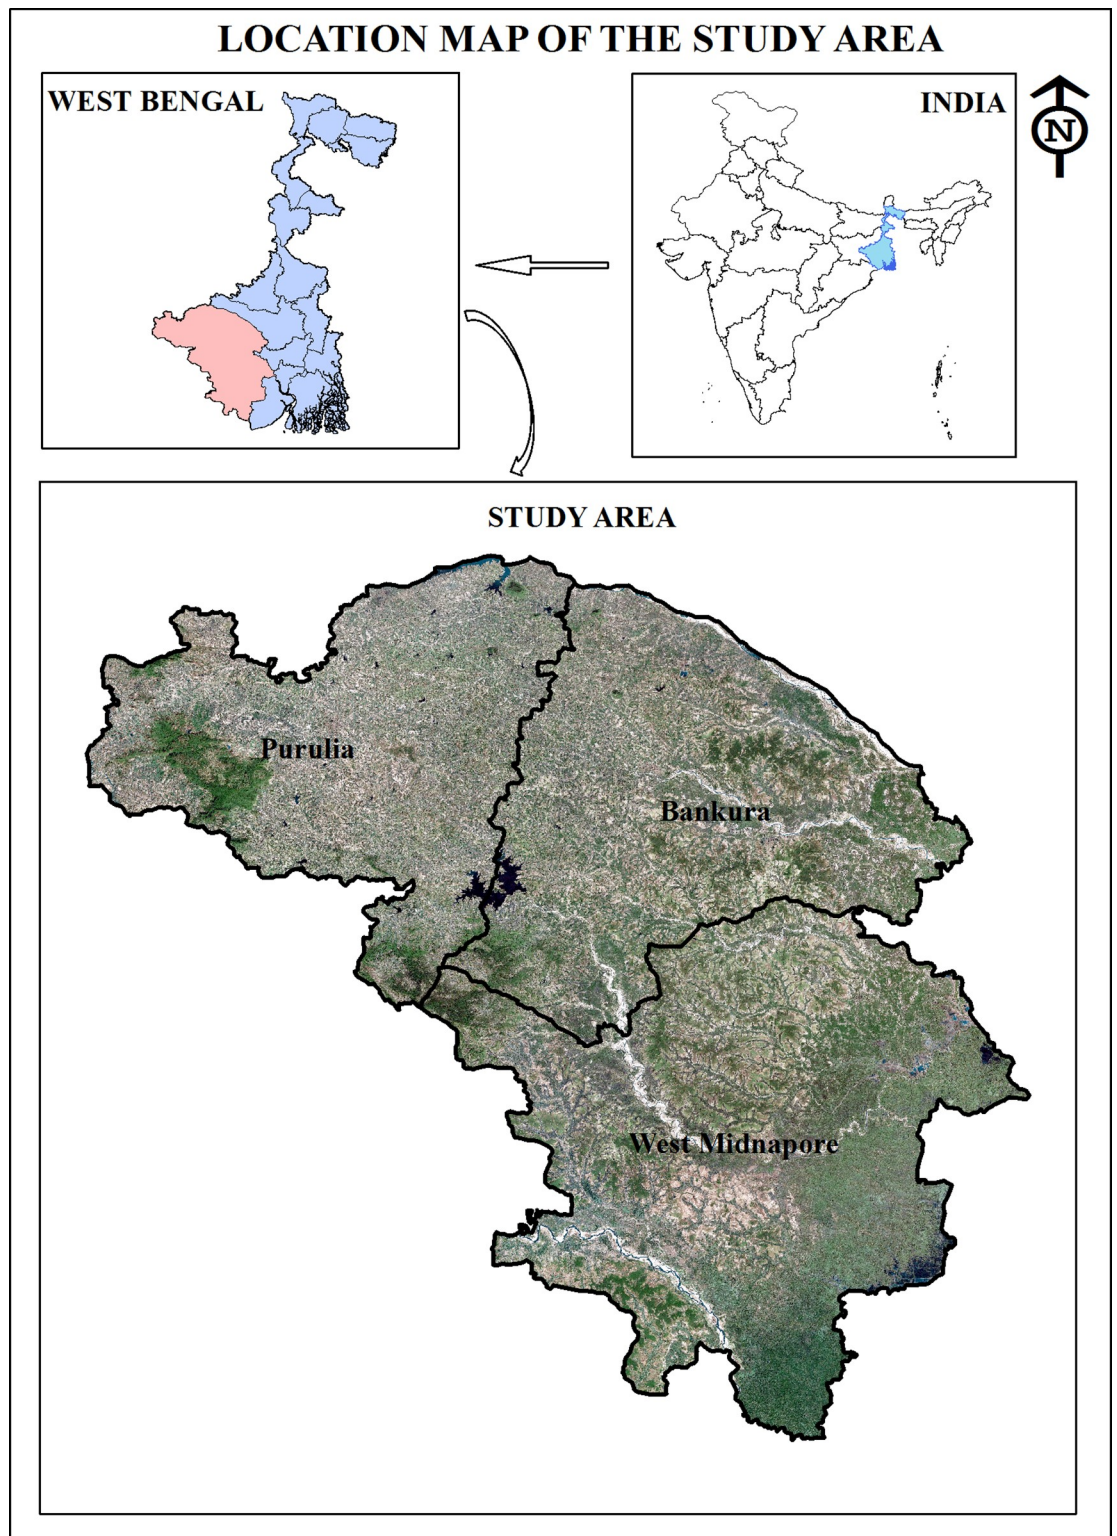 LOCATION MAP OF THE STUDY AREA
WEST BENGAL
INDIA
N
STUDY AREA
Purulia
Bankura
West Midnapore